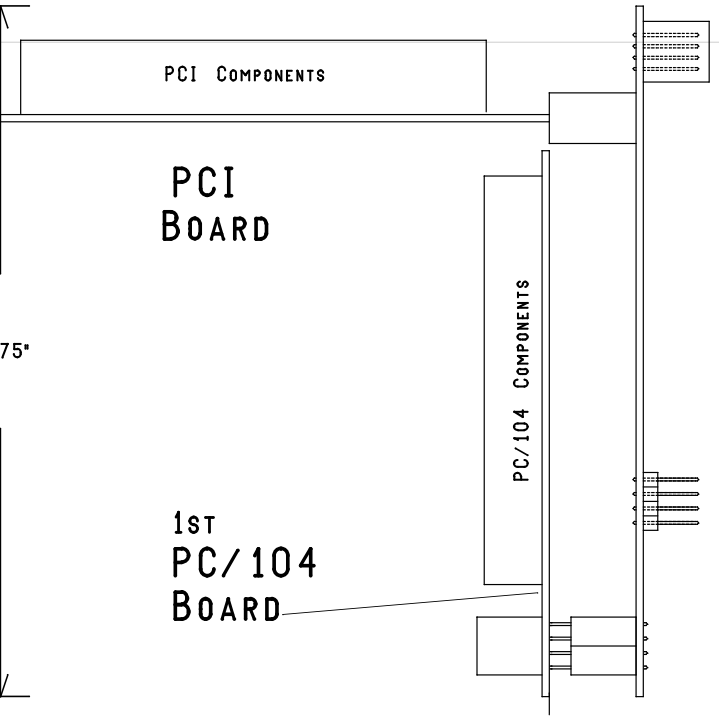 PCI Components
PCI
Board
75"
PC/104 Components
1st
PC/104
Board